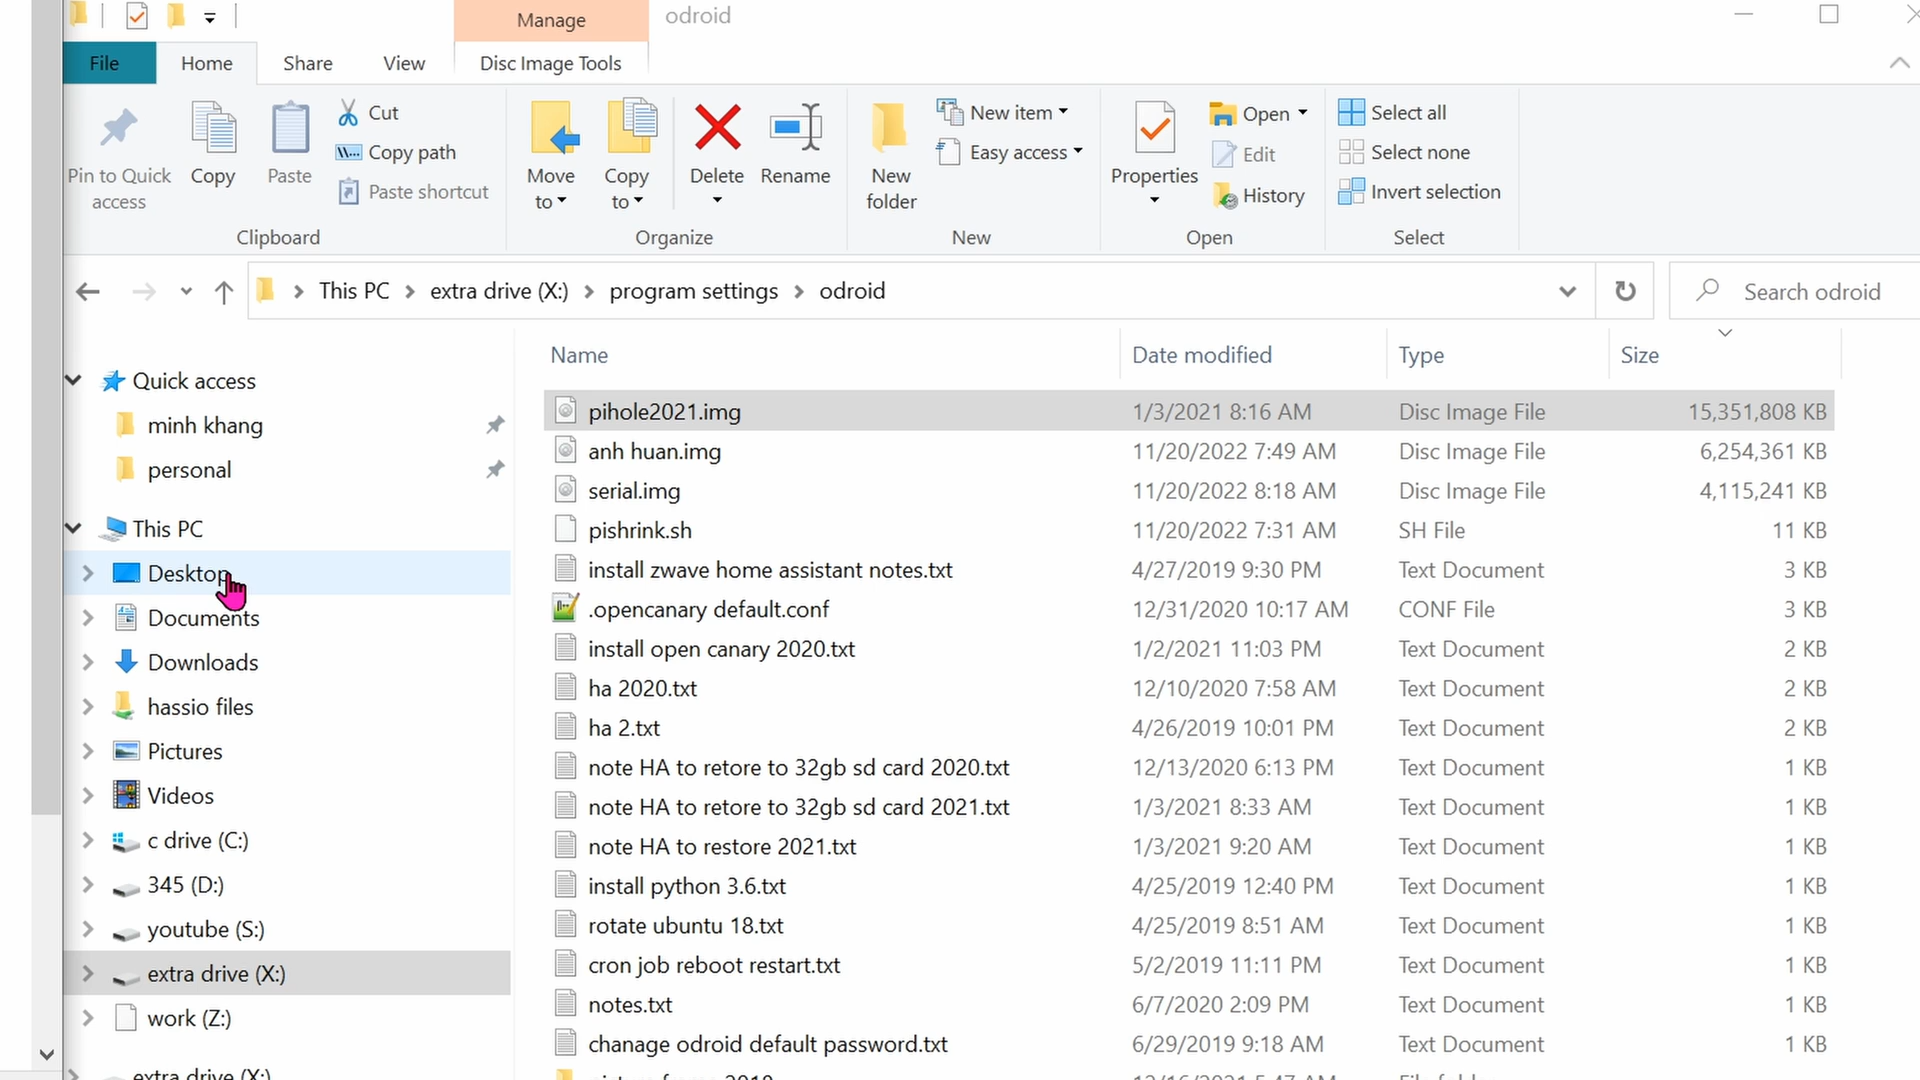 Manage
odroid
File
Home
Share
View
Disc Image Tools
Pin to Quick
access
Copy
Paste
Cut
Copy path
Paste shortcut
Move
to
Copy
to
Delete
Rename
New
folder
New item
Easy access
Properties
Open
Edit
History
Select all
Select none
Invert selection
Clipboard
Organize
New
Open
Select
This PC
extra drive (X:)
program settings
odroid
Search odroid
Name Date modified Type Size
Quick access
minh khang
personal
This PC
Desktop
Documents
Downloads
hassio files
Pictures
Videos
c drive (C:)
345 (D:)
youtube (S:)
extra drive (X:)
work (Z:)
extra drive (X:)
pihole2021.img 1/3/2021 8:16 AM Disc Image File 15,351,808 KB
anh huan.img 11/20/2022 7:49 AM Disc Image File 6,254,361 KB
serial.img 11/20/2022 8:18 AM Disc Image File 4,115,241 KB
pishrink.sh 11/20/2022 7:31 AM SH File 11 KB
install zwave home assistant notes.txt 4/27/2019 9:30 PM Text Document 3 KB
.opencanary default.conf 12/31/2020 10:17 AM CONF File 3 KB
install open canary 2020.txt 1/2/2021 11:03 PM Text Document 2 KB
ha 2020.txt 12/10/2020 7:58 AM Text Document 2 KB
ha 2.txt 4/26/2019 10:01 PM Text Document 2 KB
note HA to retore to 32gb sd card 2020.txt 12/13/2020 6:13 PM Text Document 1 KB
note HA to retore to 32gb sd card 2021.txt 1/3/2021 8:33 AM Text Document 1 KB
note HA to restore 2021.txt 1/3/2021 9:20 AM Text Document 1 KB
install python 3.6.txt 4/25/2019 12:40 PM Text Document 1 KB
rotate ubuntu 18.txt 4/25/2019 8:51 AM Text Document 1 KB
cron job reboot restart.txt 5/2/2019 11:11 PM Text Document 1 KB
notes.txt 6/7/2020 2:09 PM Text Document 1 KB
chanage odroid default password.txt 6/29/2019 9:18 AM Text Document 1 KB